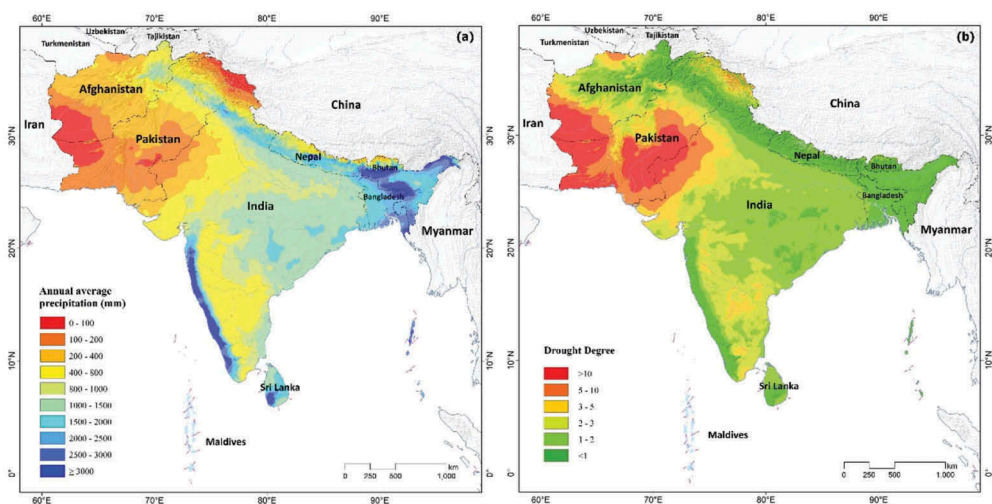 60°E 70°E 80°E 90°E
(a)
Uzbekistan
Tajikistan
Turkmenistan
Afghanistan
China
Iran
Pakistan
Nepal
Bhutan
Bangladesh
India
Myanmar
Sri Lanka
Maldives
30°N
20°N
10°N
0°
Annual average
precipitation (mm)
0 - 100
100 - 200
200 - 400
400 - 800
800 - 1000
1000 - 1500
1500 - 2000
2000 - 2500
2500 - 3000
≥ 3000
km
0 250 500 1,000
60°E 70°E 80°E 90°E
60°E 70°E 80°E 90°E
(b)
Uzbekistan
Tajikistan
Turkmenistan
Afghanistan
China
Iran
Pakistan
Nepal
Bhutan
Bangladesh
India
Myanmar
Sri Lanka
Maldives
30°N
20°N
10°N
0°
30°N
20°N
10°N
0°
Drought Degree
>10
5 - 10
3 - 5
2 - 3
1 - 2
<1
km
0 250 500 1,000
60°E 70°E 80°E 90°E